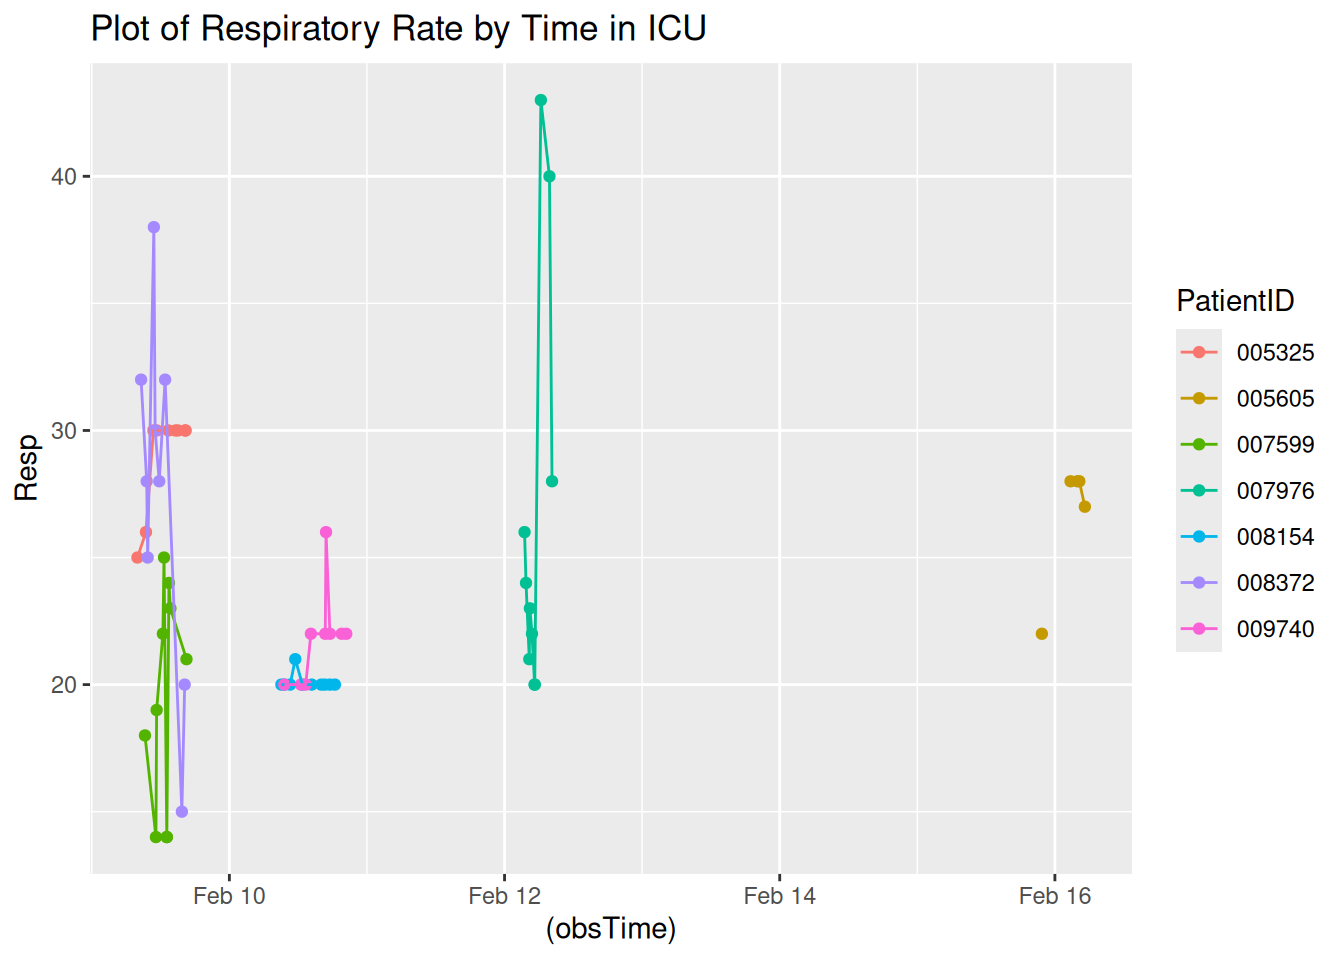 Plot of Respiratory Rate by Time in ICU
Resp
40
30
20
Feb 10
Feb 12
Feb 14
Feb 16
(obsTime)
PatientID
005325
005605
007599
007976
008154
008372
009740